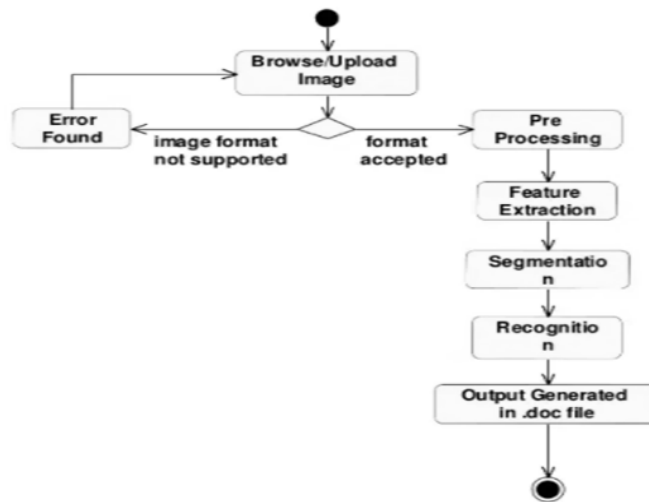 Browse/Upload
Image
Error
Found
image format
not supported
format
accepted
Pre
Processing
Feature
Extraction
Segmentatio
n
Recognitio
n
Output Generated
in .doc file